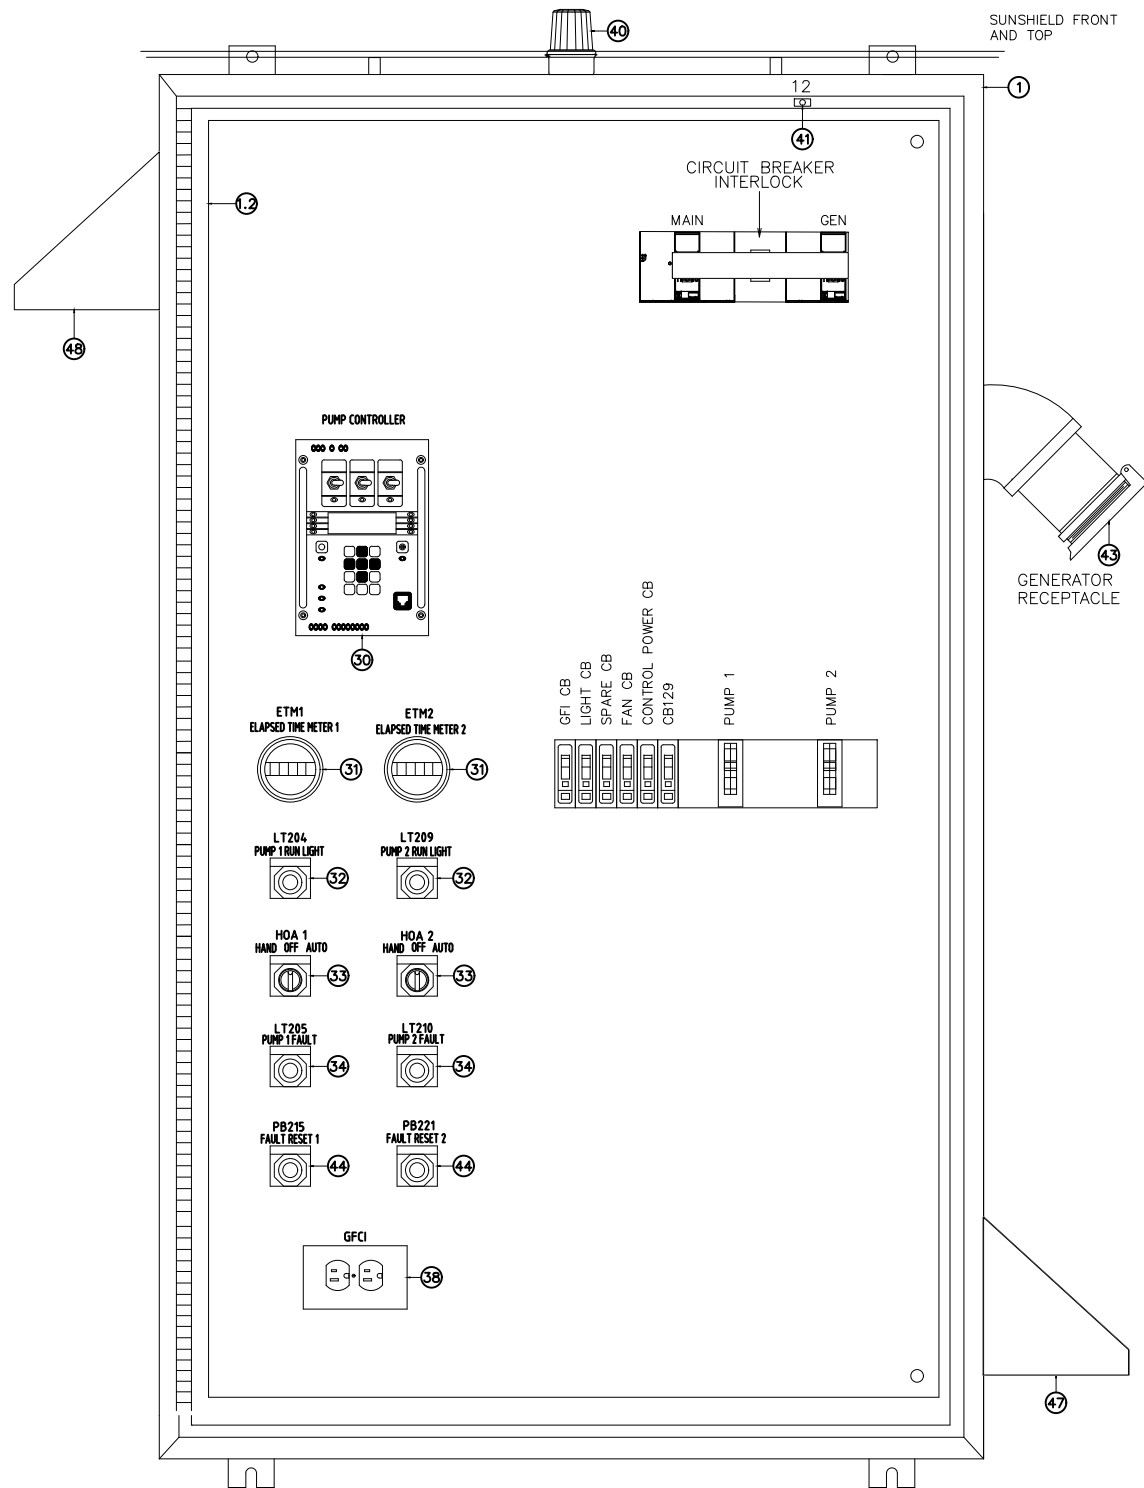 40
SUNSHIELD FRONT
AND TOP
1
12
41
CIRCUIT BREAKER
INTERLOCK
1.2
MAIN
GEN
48
PUMP CONTROLLER
43
GENERATOR
RECEPTACLE
30
GFI CB
LIGHT CB
SPARE CB
FAN CB
CONTROL POWER CB
CB129
PUMP 1
PUMP 2
ETM1
ELAPSED TIME METER 1
31
ETM2
ELAPSED TIME METER 2
31
LT204
PUMP 1 RUN LIGHT
32
LT209
PUMP 2 RUN LIGHT
32
HOA 1
HAND OFF AUTO
33
HOA 2
HAND OFF AUTO
33
LT205
PUMP 1 FAULT
34
LT210
PUMP 2 FAULT
34
PB215
FAULT RESET 1
44
PB221
FAULT RESET 2
44
GFCI
38
47